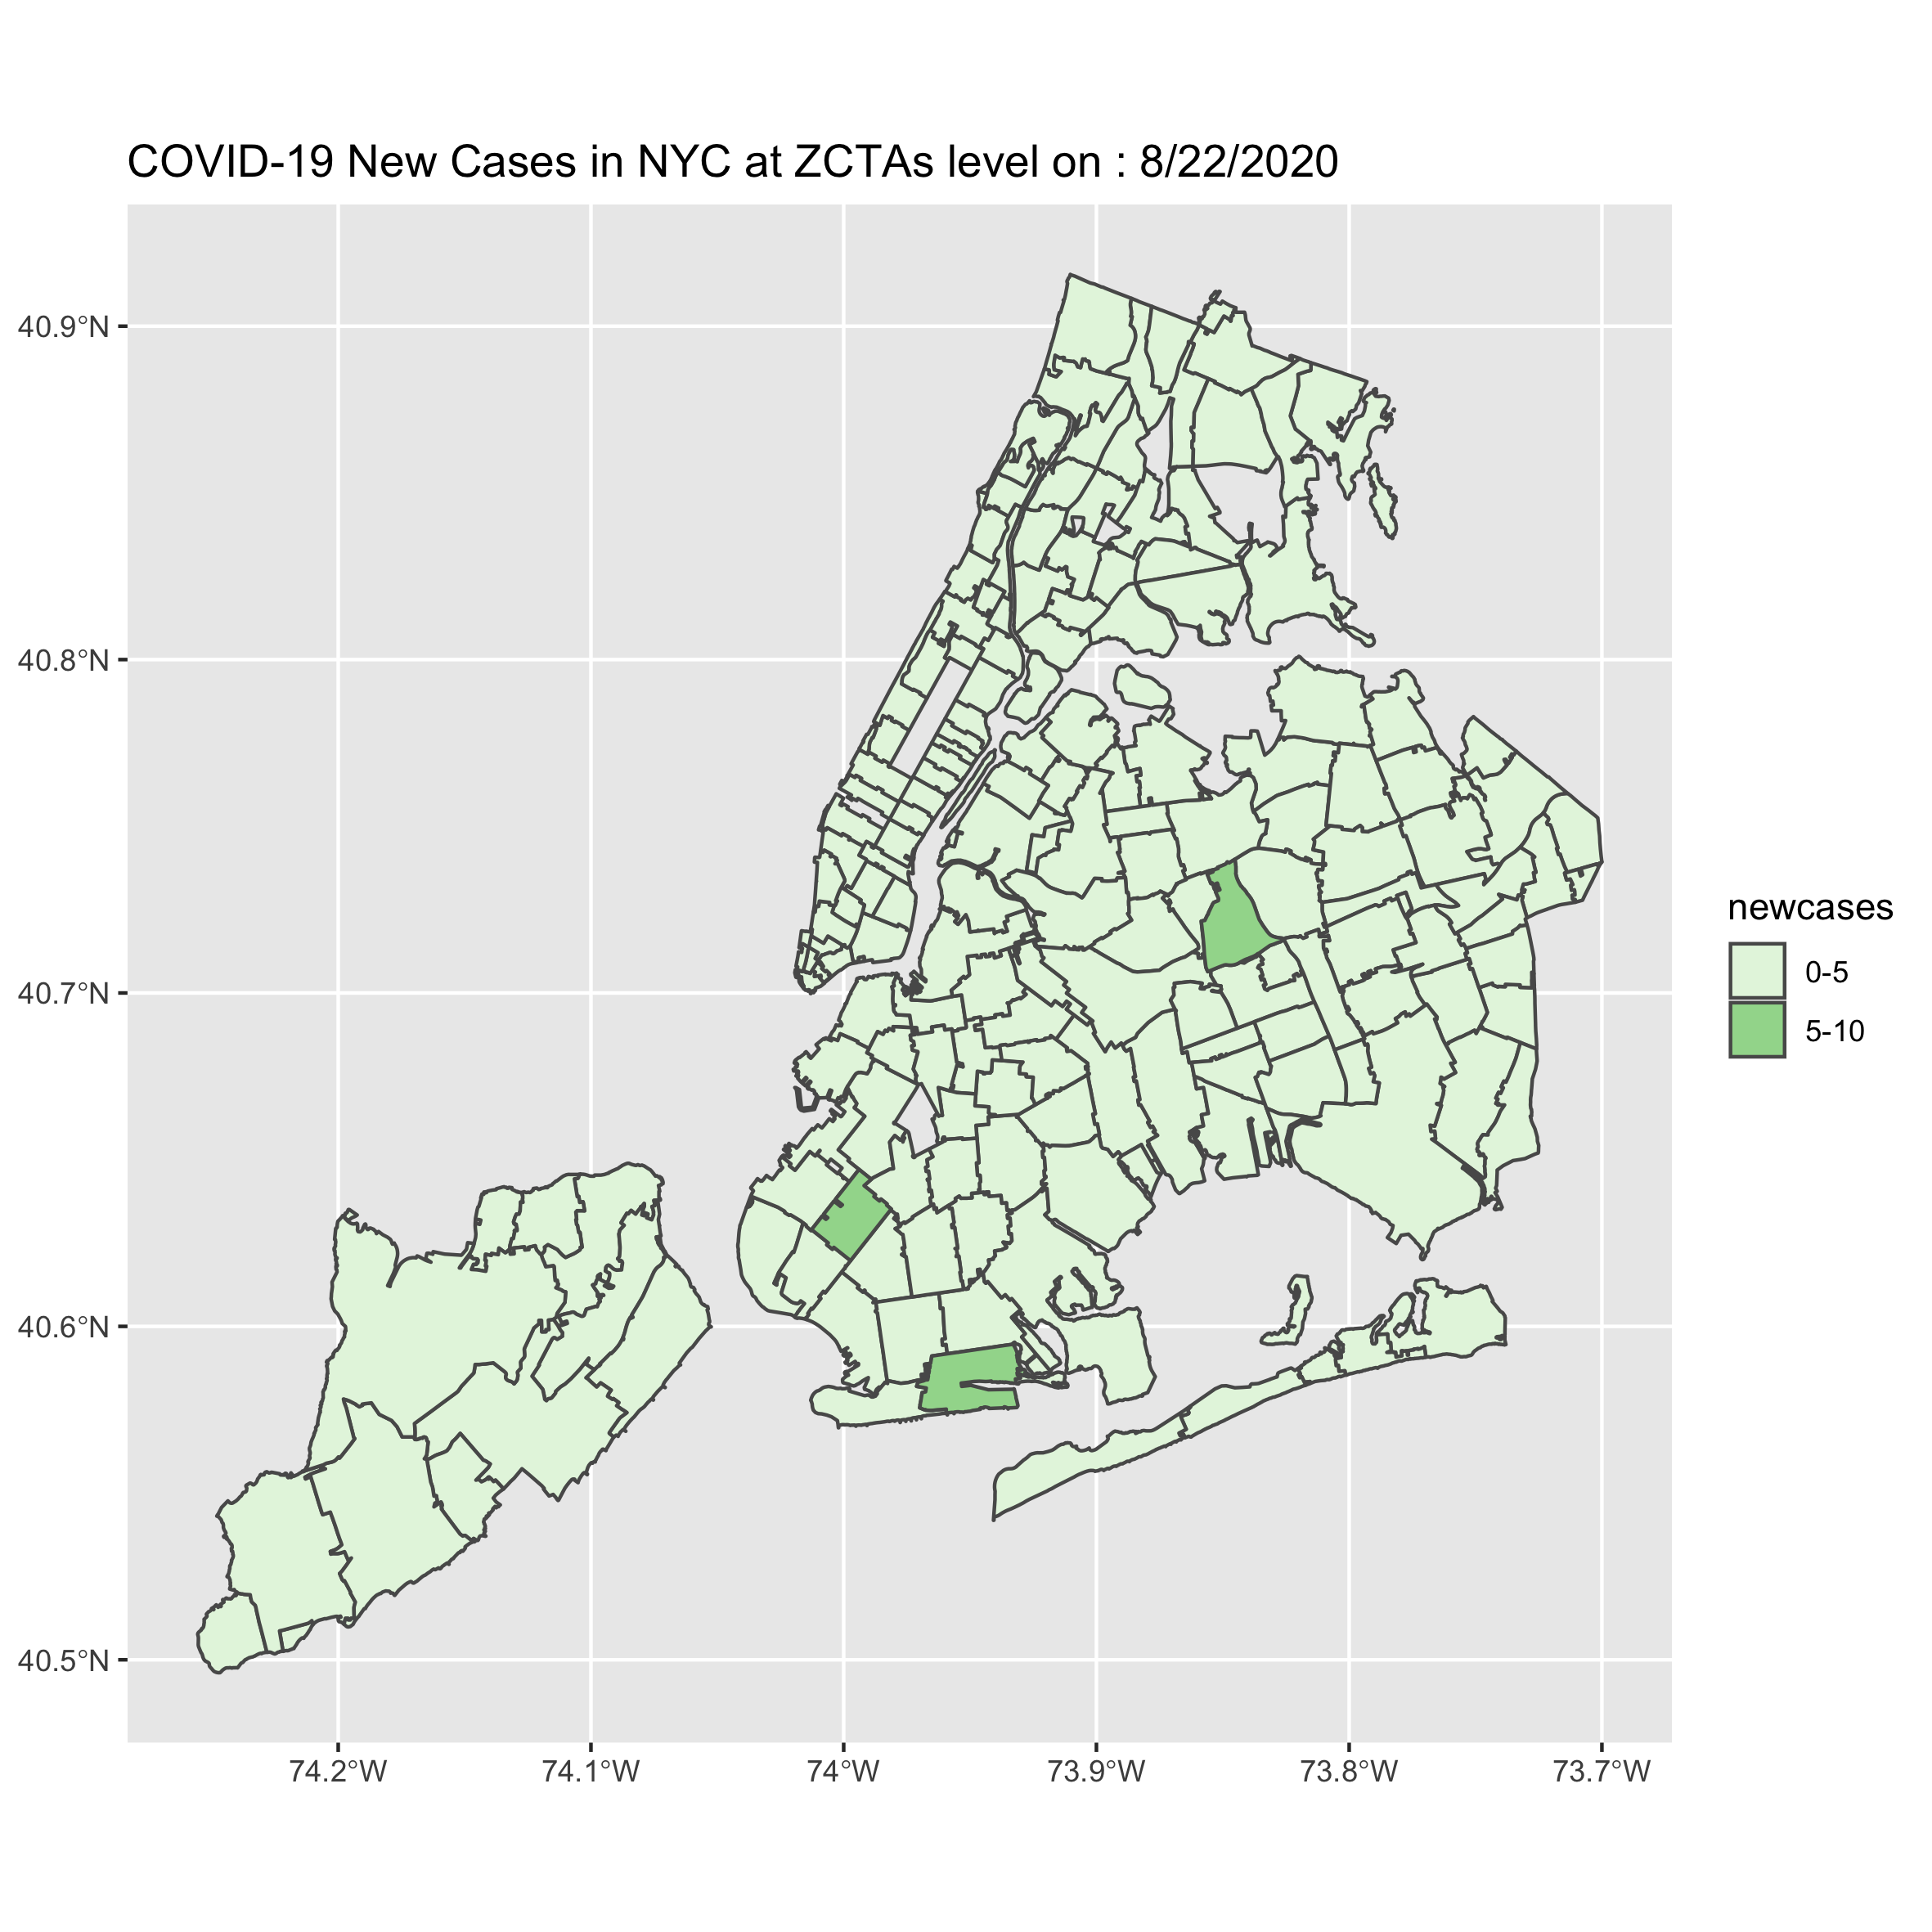 COVID-19 New Cases in NYC at ZCTAs level on : 8/22/2020
40.9°N
40.8°N
40.7°N
40.6°N
40.5°N
74.2°W
74.1°W
74°W
73.9°W
73.8°W
73.7°W
newcases
0-5
5-10